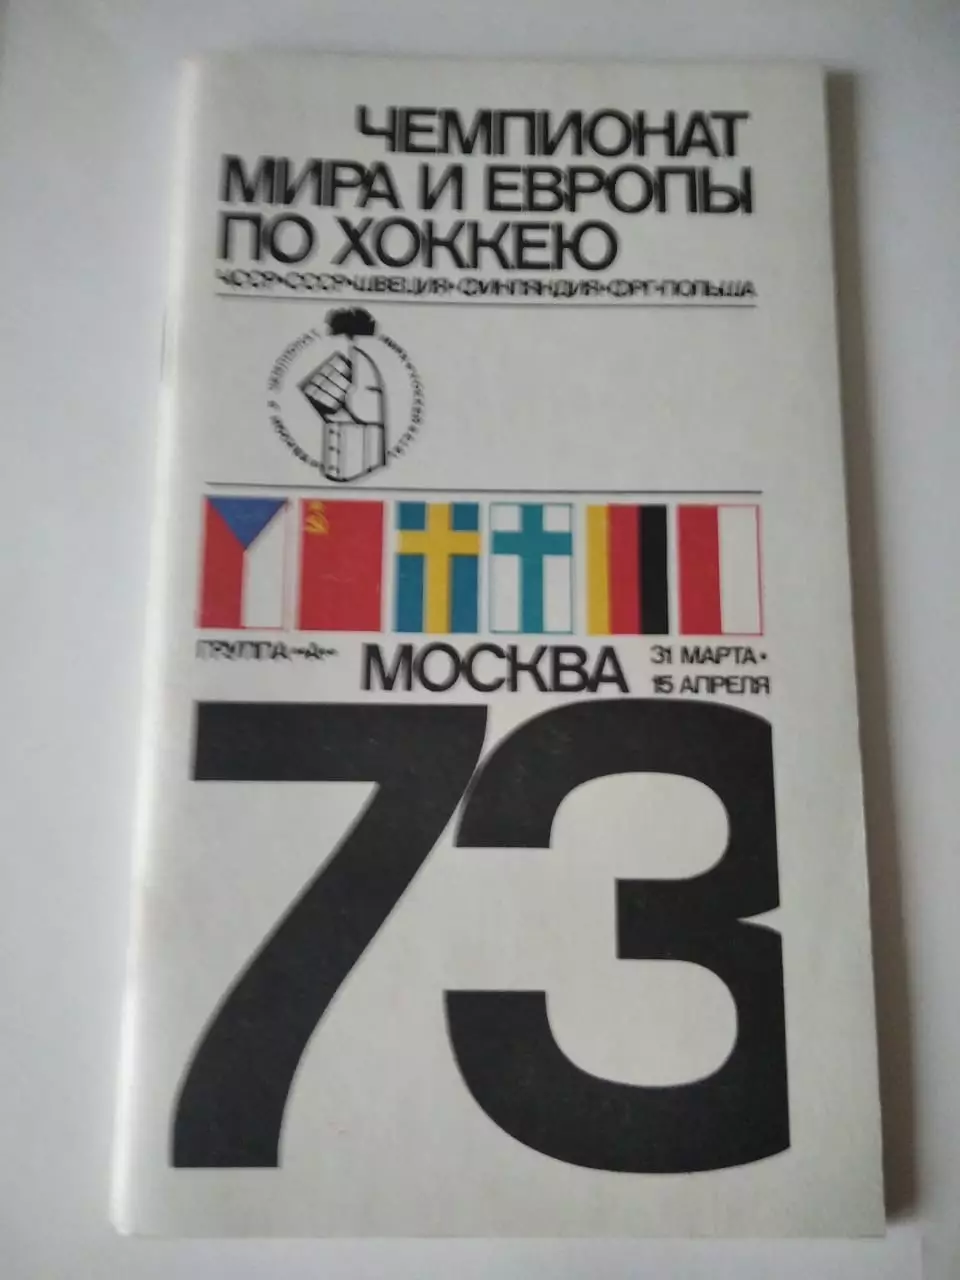 ЧЕМПИОНАТ
МИРА И ЕВРОПЫ
ПО ХОККЕЮ
ЧССР•СССР•ШВЕЦИЯ•ФИНЛЯНДИЯ•ФРГ•ПОЛЬША
ГРУППА «А»
МОСКВА
31 МАРТА•
15 АПРЕЛЯ
73